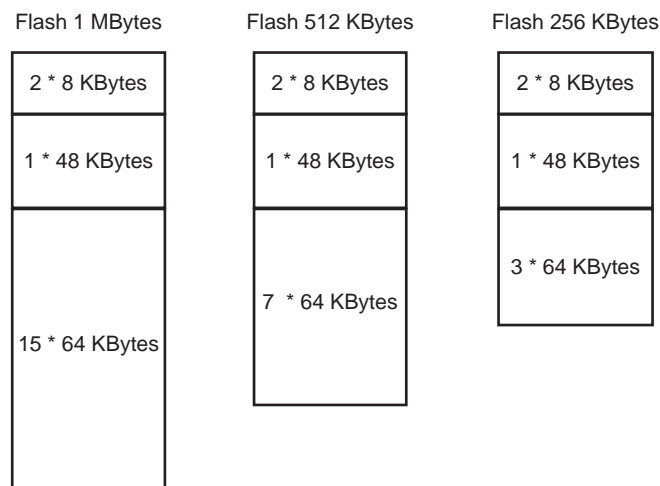 Flash 1 MBytes
Flash 512 KBytes
Flash 256 KBytes
2 * 8 KBytes
2 * 8 KBytes
2 * 8 KBytes
1 * 48 KBytes
1 * 48 KBytes
1 * 48 KBytes
3 * 64 KBytes
7 * 64 KBytes
15 * 64 KBytes